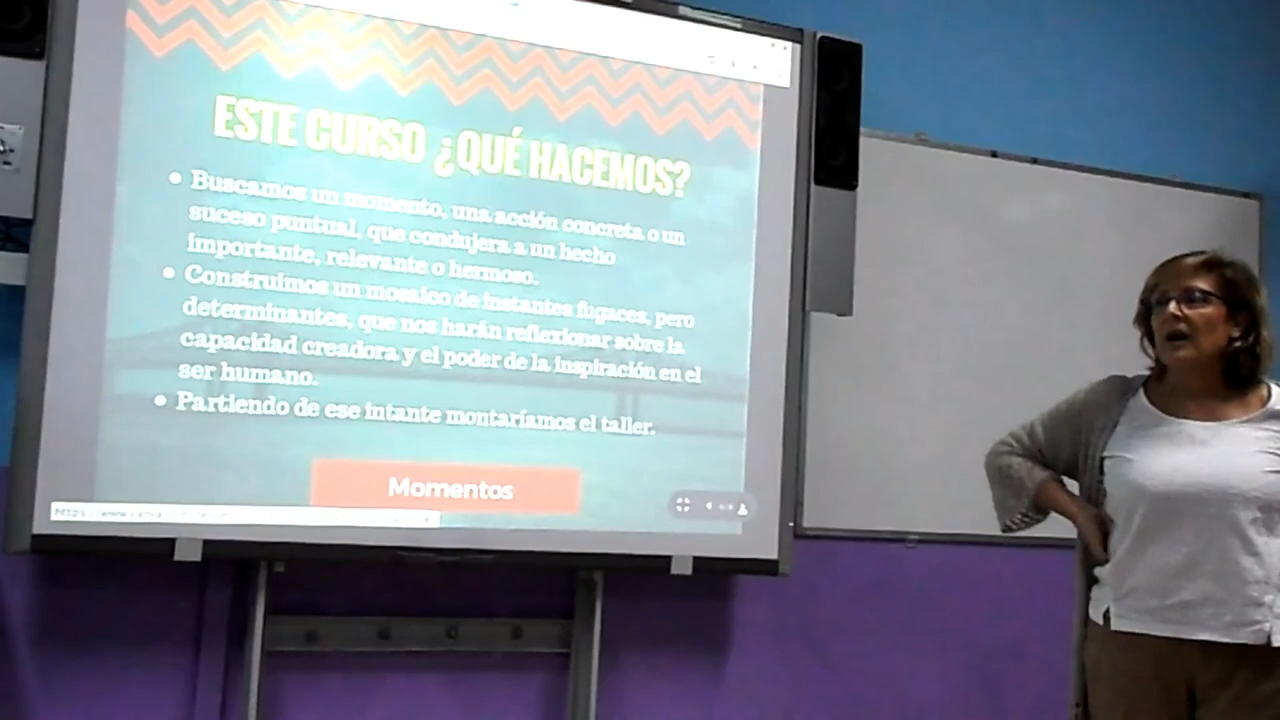 ESTE CURSO ¿QUÉ HACEMOS?
• Buscamos un momento, una acción concreta o un
suceso puntual, que condujera a un hecho
importante, relevante o hermoso.
• Construimos un mosaico de instantes fugaces, pero
determinantes, que nos harán reflexionar sobre la
capacidad creadora y el poder de la inspiración en el
ser humano.
• Partiendo de ese intante montaríamos el taller.
Momentos